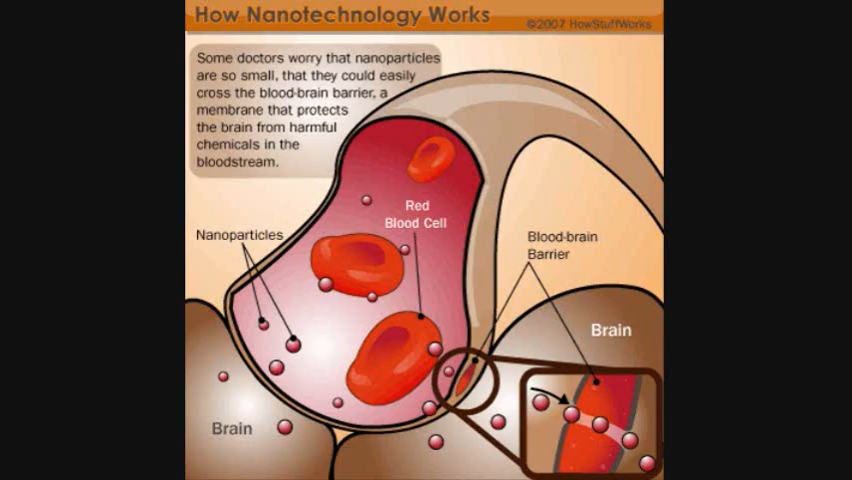 How Nanotechnology Works
©2007 HowStuffWorks
Some doctors worry that nanoparticles
are so small, that they could easily
cross the blood-brain barrier, a
membrane that protects
the brain from harmful
chemicals in the
bloodstream.
Red
Blood Cell
Nanoparticles
Blood-brain
Barrier
Brain
Brain